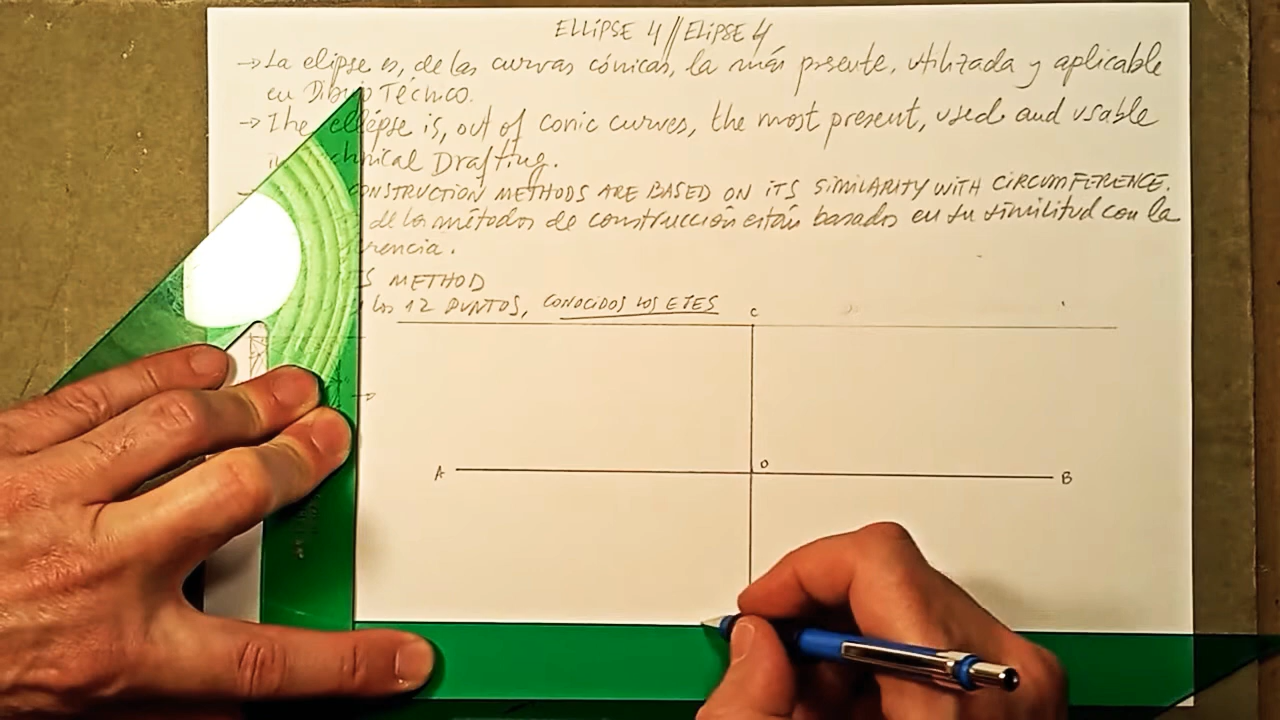 ELLIPSE 4 // ELIPSE 4
→ La elipse es, de las curvas cónicas, la más presente, utilizada y aplicable
en Dibujo Técnico.
→ The ellipse is, out of conic curves, the most present, used and usable
in Technical Drafting.
CONSTRUCTION METHODS ARE BASED ON ITS SIMILARITY WITH CIRCUMFERENCE.
de los métodos de construcción están basados en su similitud con la
METHOD
los 12 PUNTOS, CONOCIDOS LOS EJES
C
O
A
B